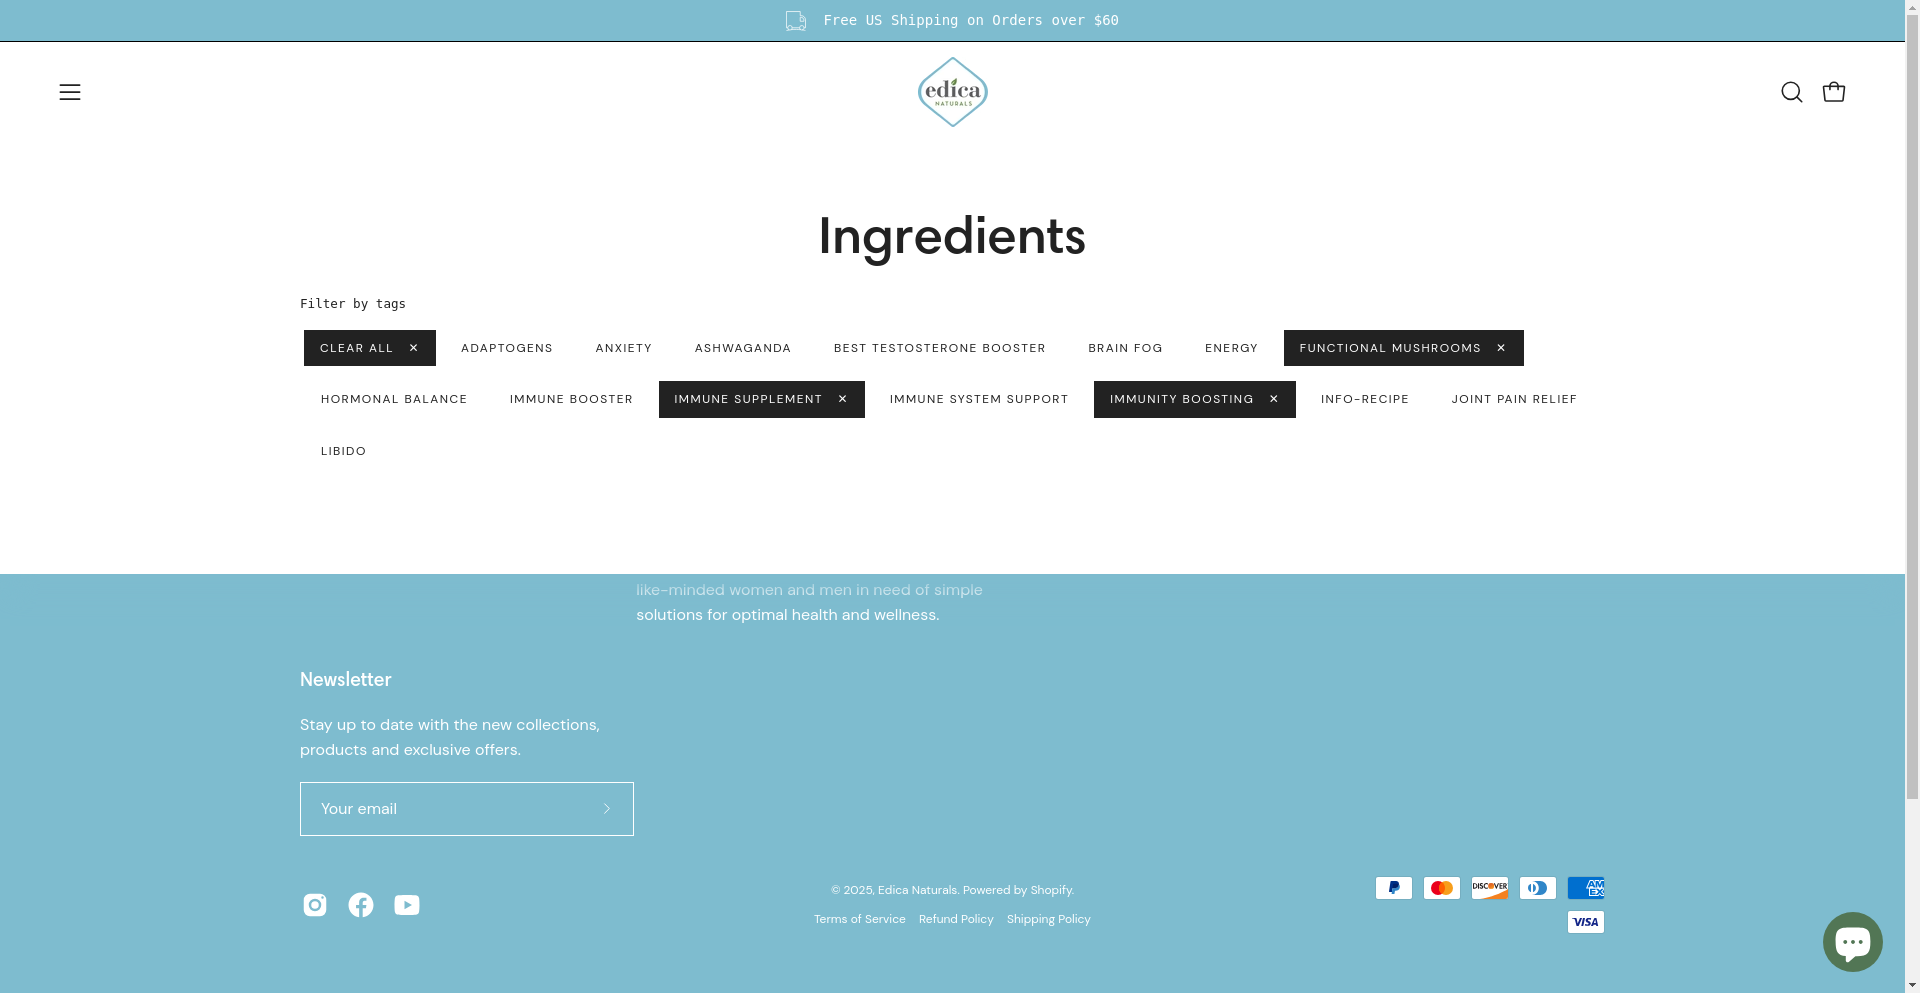 Free US Shipping on Orders over $60
edica
NATURALS
Ingredients
Filter by tags
CLEAR ALL ✕ ADAPTOGENS ANXIETY ASHWAGANDA BEST TESTOSTERONE BOOSTER BRAIN FOG ENERGY FUNCTIONAL MUSHROOMS ✕
HORMONAL BALANCE IMMUNE BOOSTER IMMUNE SUPPLEMENT ✕ IMMUNE SYSTEM SUPPORT IMMUNITY BOOSTING ✕ INFO-RECIPE JOINT PAIN RELIEF
LIBIDO
like-minded women and men in need of simple
solutions for optimal health and wellness.
Newsletter
Stay up to date with the new collections,
products and exclusive offers.
Your email
© 2025, Edica Naturals. Powered by Shopify.
Terms of Service Refund Policy Shipping Policy
DISCOVER
AM
EX
VISA